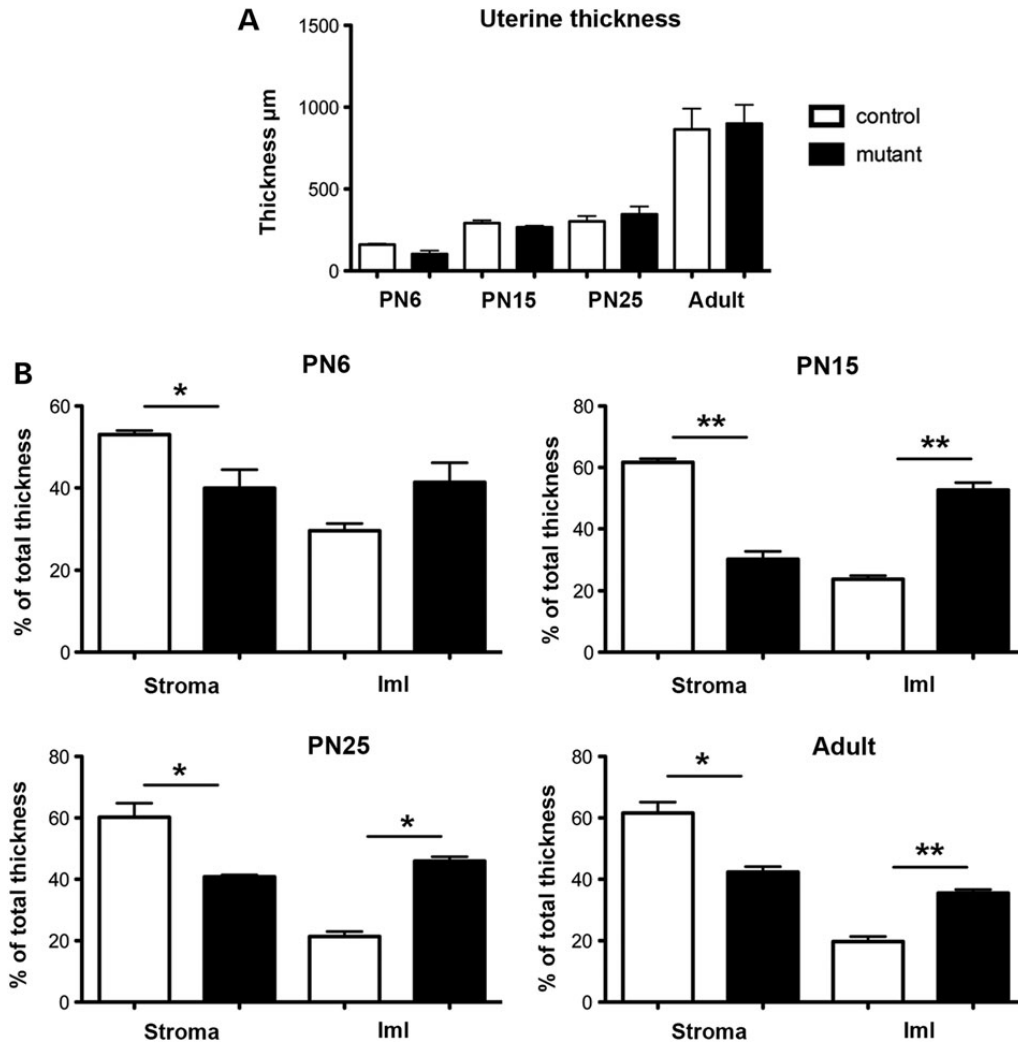 A
Uterine thickness
Thickness µm
1500
1000
500
0
PN6 PN15 PN25 Adult
control
mutant
B
PN6
% of total thickness
60
40
20
0
*
Stroma Iml
PN15
% of total thickness
80
60
40
20
0
** **
Stroma Iml
PN25
% of total thickness
80
60
40
20
0
* *
Stroma Iml
Adult
% of total thickness
80
60
40
20
0
* **
Stroma Iml